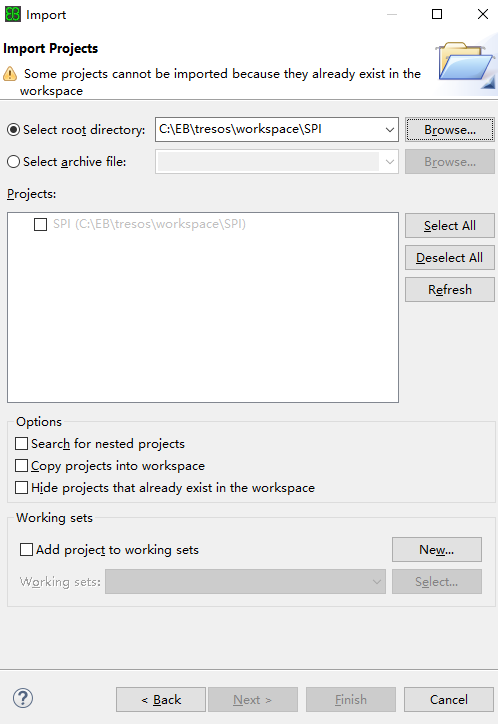 Import
Import Projects
Some projects cannot be imported because they already exist in the
workspace
Select root directory:
C:\EB\tresos\workspace\SPI
Browse...
Select archive file:
Browse...
Projects:
SPI (C:\EB\tresos\workspace\SPI)
Select All
Deselect All
Refresh
Options
Search for nested projects
Copy projects into workspace
Hide projects that already exist in the workspace
Working sets
Add project to working sets
New...
Working sets:
Select...
?
< Back
Next >
Finish
Cancel